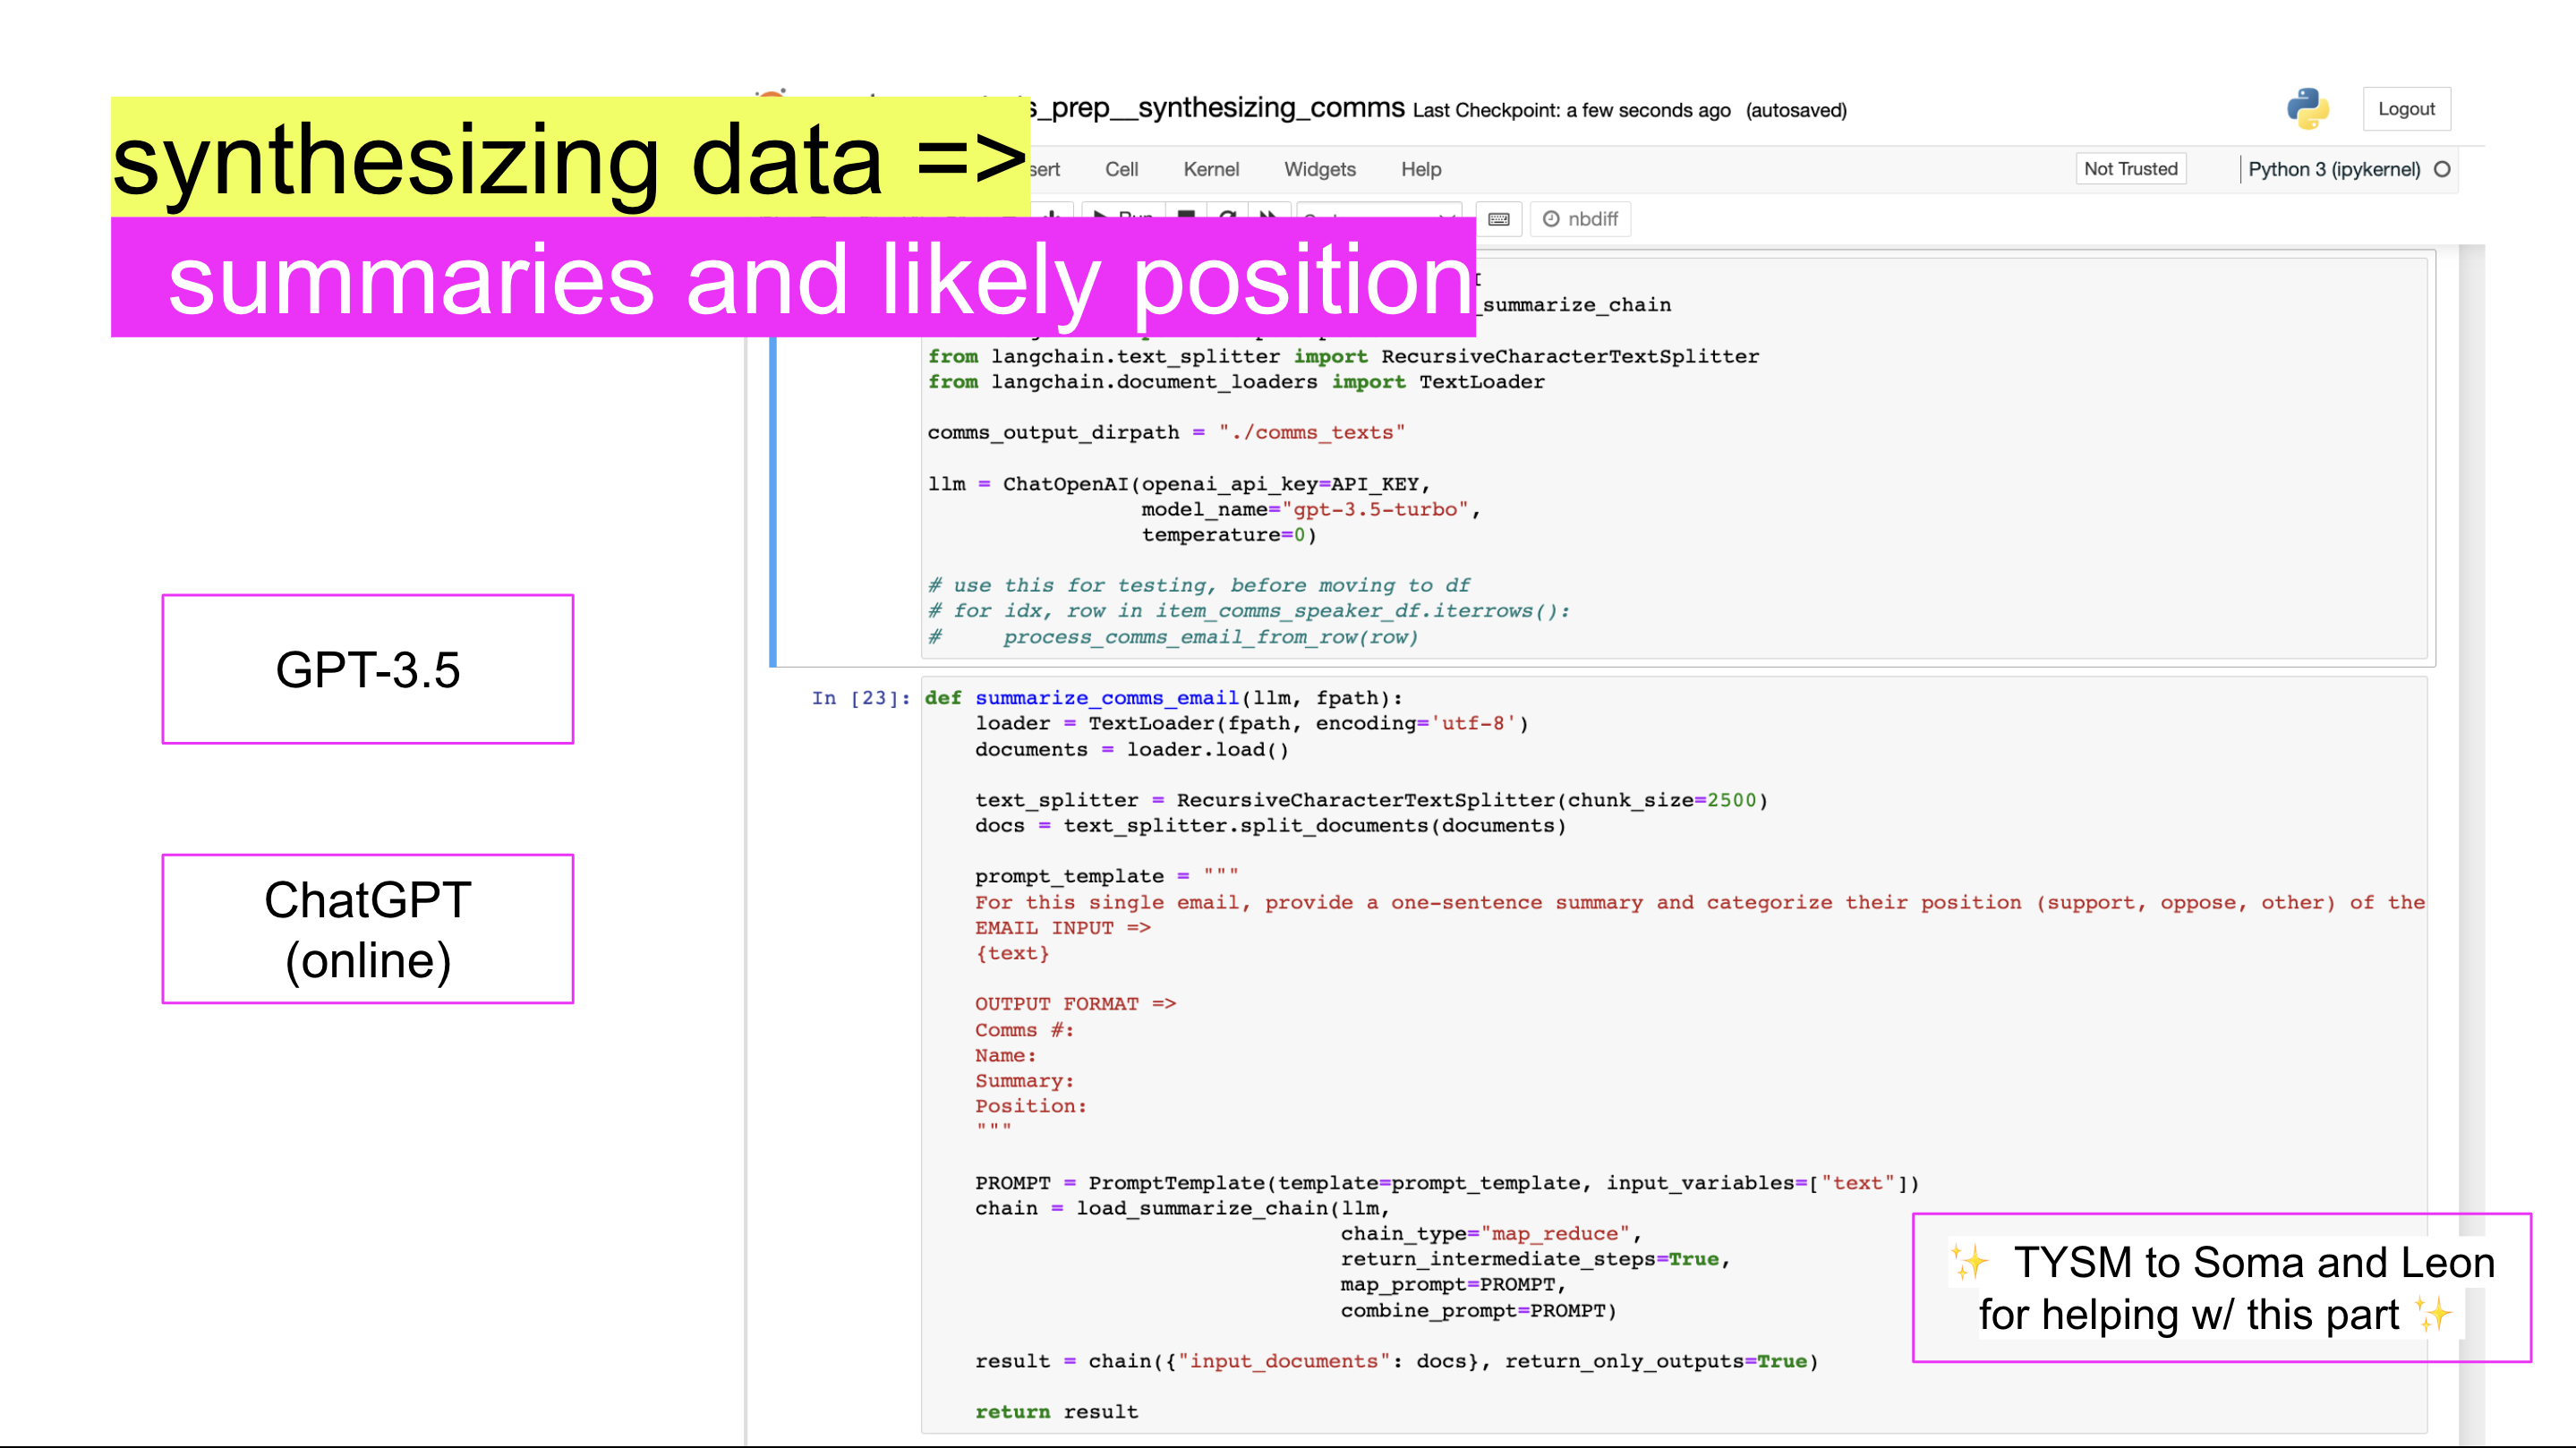 synthesizing data =>
summaries and likely position
s_prep__synthesizing_comms Last Checkpoint: a few seconds ago (autosaved)
Logout
sert Cell Kernel Widgets Help
Not Trusted
Python 3 (ipykernel)
Run
nbdiff
_summarize_chain
from langchain.text_splitter import RecursiveCharacterTextSplitter
from langchain.document_loaders import TextLoader
comms_output_dirpath = "./comms_texts"
llm = ChatOpenAI(openai_api_key=API_KEY,
model_name="gpt-3.5-turbo",
temperature=0)
# use this for testing, before moving to df
# for idx, row in item_comms_speaker_df.iterrows():
# process_comms_email_from_row(row)
GPT-3.5
ChatGPT
(online)
In [23]: def summarize_comms_email(llm, fpath):
loader = TextLoader(fpath, encoding='utf-8')
documents = loader.load()
text_splitter = RecursiveCharacterTextSplitter(chunk_size=2500)
docs = text_splitter.split_documents(documents)
prompt_template = """
For this single email, provide a one-sentence summary and categorize their position (support, oppose, other) of the
EMAIL INPUT =>
{text}
OUTPUT FORMAT =>
Comms #:
Name:
Summary:
Position:
"""
PROMPT = PromptTemplate(template=prompt_template, input_variables=["text"])
chain = load_summarize_chain(llm,
chain_type="map_reduce",
return_intermediate_steps=True,
map_prompt=PROMPT,
combine_prompt=PROMPT)
result = chain({"input_documents": docs}, return_only_outputs=True)
return result
✨ TYSM to Soma and Leon
for helping w/ this part ✨